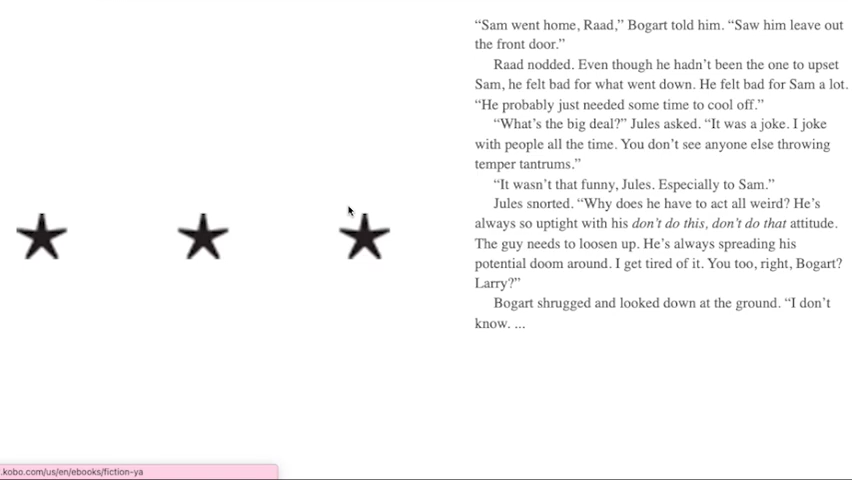 “Sam went home, Raad,” Bogart told him. “Saw him leave out
the front door.”
Raad nodded. Even though he hadn’t been the one to upset
Sam, he felt bad for what went down. He felt bad for Sam a lot.
“He probably just needed some time to cool off.”
“What’s the big deal?” Jules asked. “It was a joke. I joke
with people all the time. You don’t see anyone else throwing
temper tantrums.”
“It wasn’t that funny, Jules. Especially to Sam.”
Jules snorted. “Why does he have to act all weird? He’s
always so uptight with his don’t do this, don’t do that attitude.
The guy needs to loosen up. He’s always spreading his
potential doom around. I get tired of it. You too, right, Bogart?
Larry?”
Bogart shrugged and looked down at the ground. “I don’t
know. ...
.kobo.com/us/en/ebooks/fiction-ya